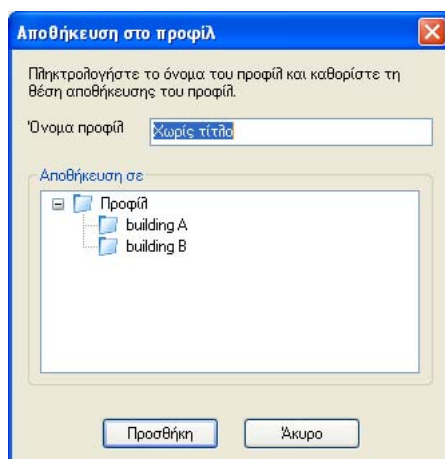 Αποθήκευση στο προφίλ
Πληκτρολογήστε το όνομα του προφίλ και καθορίστε τη
θέση αποθήκευσης του προφίλ.
Όνομα προφίλ Χωρίς τίτλο
Αποθήκευση σε
Προφίλ
building A
building B
Προσθήκη Άκυρο